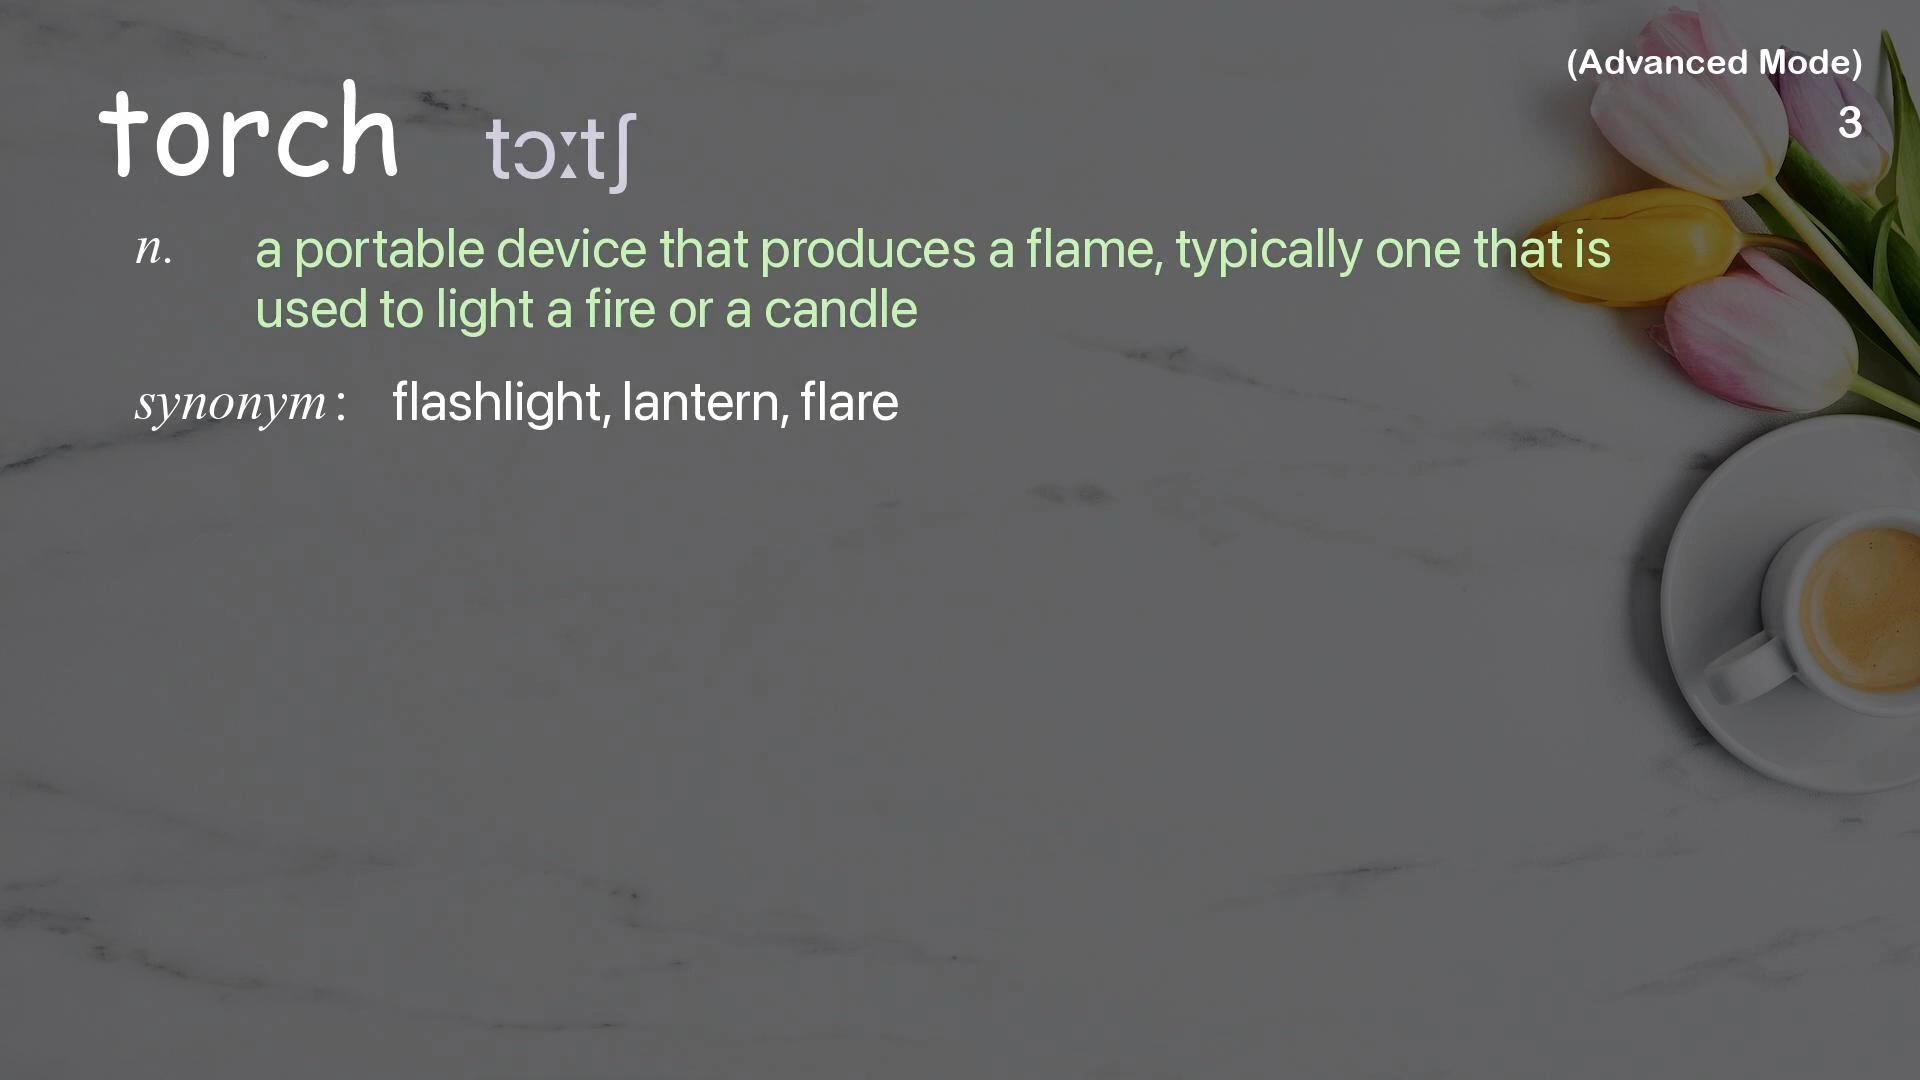 (Advanced Mode)
3
torch tɔːtʃ
n. a portable device that produces a flame, typically one that is
used to light a fire or a candle
synonym: flashlight, lantern, flare